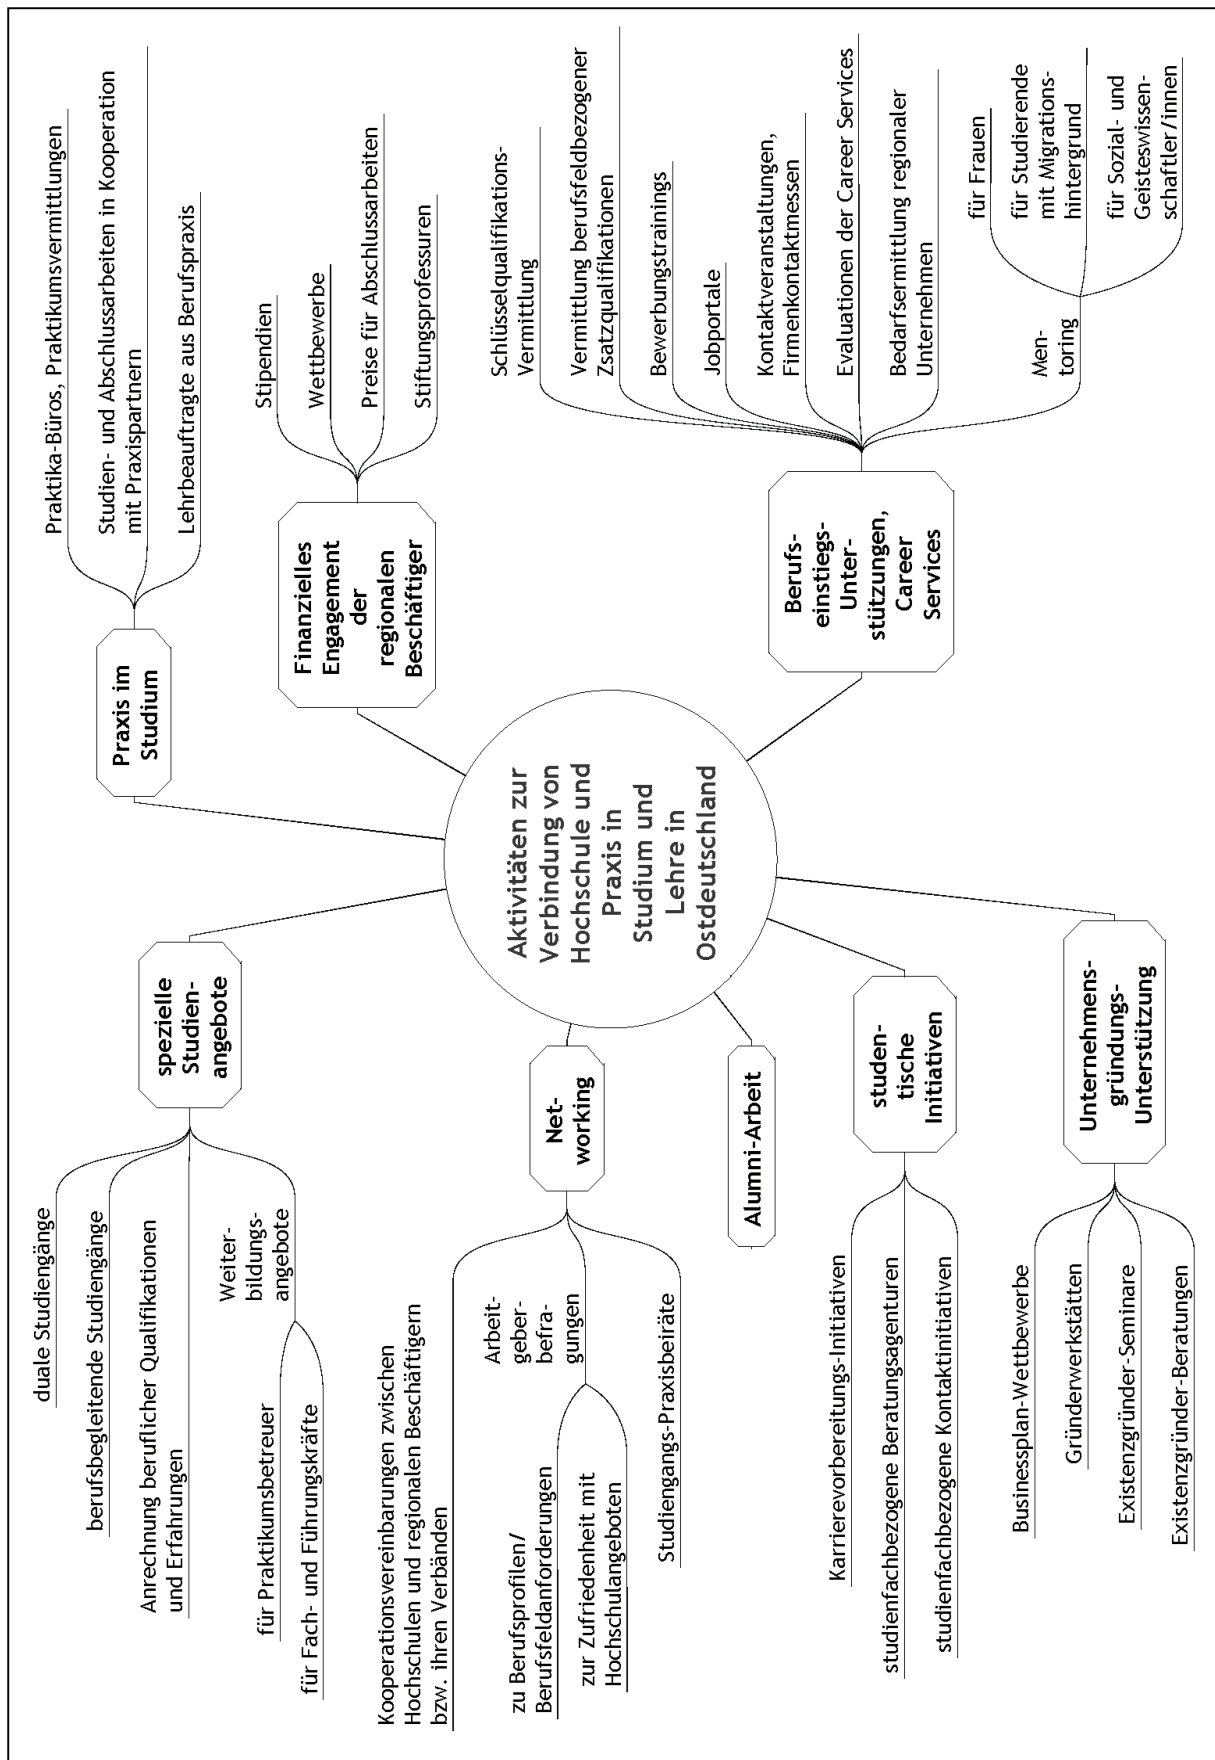 Aktivitäten zur
Verbindung von
Hochschule und
Praxis in
Studium und
Lehre in
Ostdeutschland
Praxis im
Studium
Praktika-Büros, Praktikumsvermittlungen
Studien- und Abschlussarbeiten in Kooperation
mit Praxispartnern
Lehrbeauftragte aus Berufspraxis
Finanzielles
Engagement
der
regionalen
Beschäftiger
Stipendien
Wettbewerbe
Preise für Abschlussarbeiten
Stiftungsprofessuren
Berufs-
einstiegs-
Unter-
stützungen,
Career
Services
Schlüsselqualifikations-
Vermittlung
Vermittlung berufsfeldbezogener
Zsatzqualifikationen
Bewerbungstrainings
Jobportale
Kontaktveranstaltungen,
Firmenkontaktmessen
Evaluationen der Career Services
Bedarfsermittlung regionaler
Unternehmen
Men-
toring
für Frauen
für Studierende
mit Migrations-
hintergrund
für Sozial- und
Geisteswissen-
schaftler/innen
spezielle
Studien-
angebote
duale Studiengänge
berufsbegleitende Studiengänge
Anrechnung beruflicher Qualifikationen
und Erfahrungen
Weiter-
bildungs-
angebote
für Praktikumsbetreuer
für Fach- und Führungskräfte
Net-
working
Kooperationsvereinbarungen zwischen
Hochschulen und regionalen Beschäftigern
bzw. ihren Verbänden
Arbeit-
geber-
befra-
gungen
zu Berufsprofilen/
Berufsfeldanforderungen
zur Zufriedenheit mit
Hochschulangeboten
Studiengangs-Praxisbeiräte
Alumni-Arbeit
studen-
tische
Initiativen
Karrierevorbereitungs-Initiativen
studienfachbezogene Beratungsagenturen
studienfachbezogene Kontaktinitiativen
Unternehmens-
gründungs-
Unterstützung
Businessplan-Wettbewerbe
Gründerwerkstätten
Existenzgründer-Seminare
Existenzgründer-Beratungen